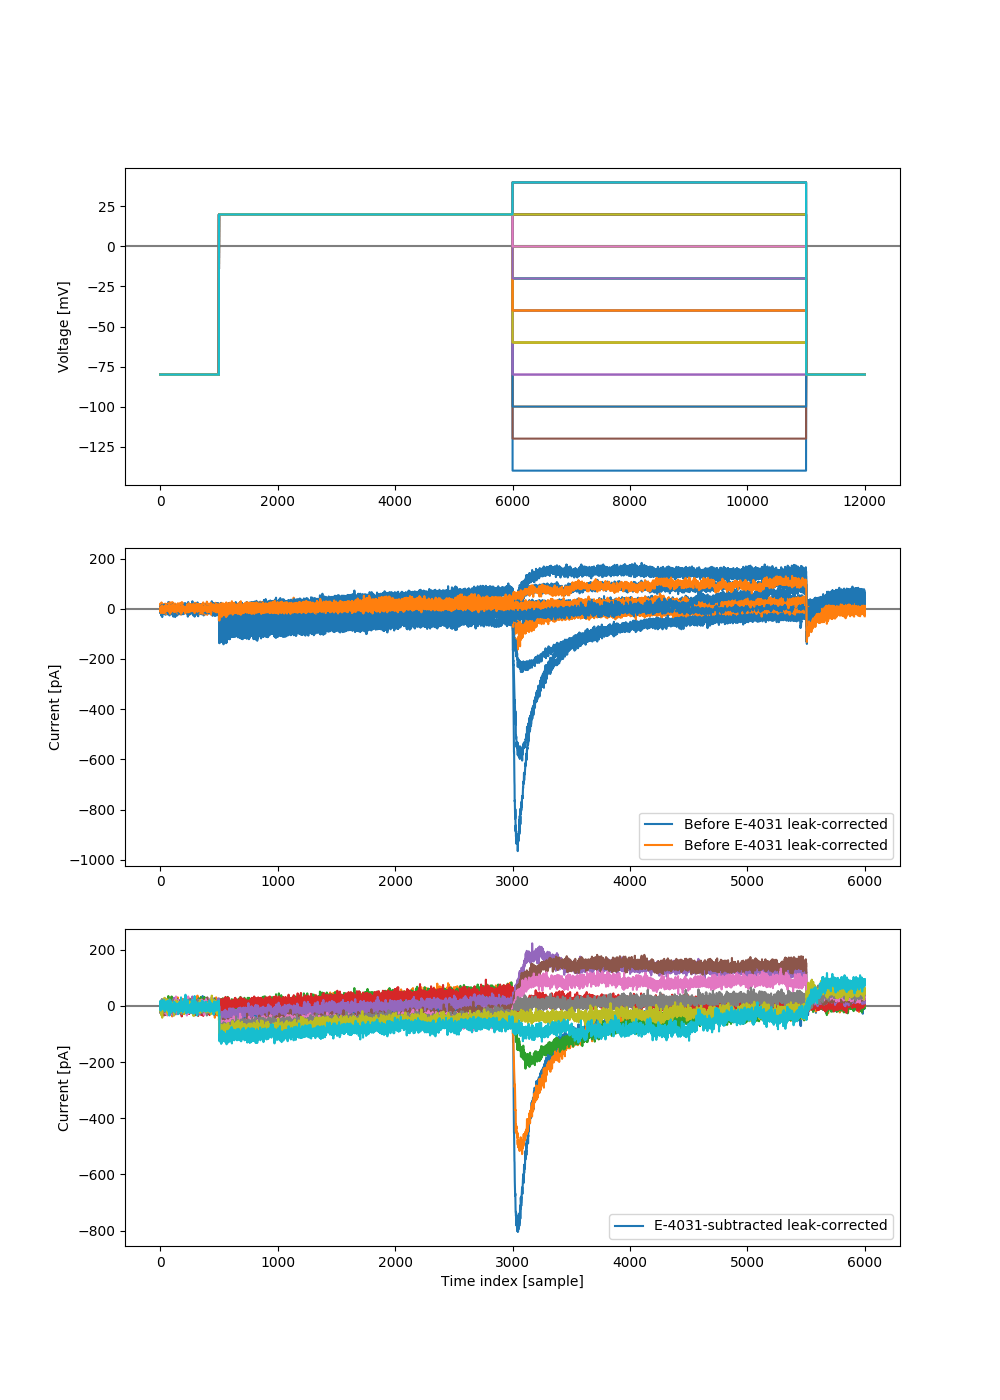 25
0
−25
−50
−75
−100
−125
Voltage [mV]
0 2000 4000 6000 8000 10000 12000
200
0
−200
−400
−600
−800
−1000
Current [pA]
Before E-4031 leak-corrected
Before E-4031 leak-corrected
0 1000 2000 3000 4000 5000 6000
200
0
−200
−400
−600
−800
Current [pA]
E-4031-subtracted leak-corrected
0 1000 2000 3000 4000 5000 6000
Time index [sample]